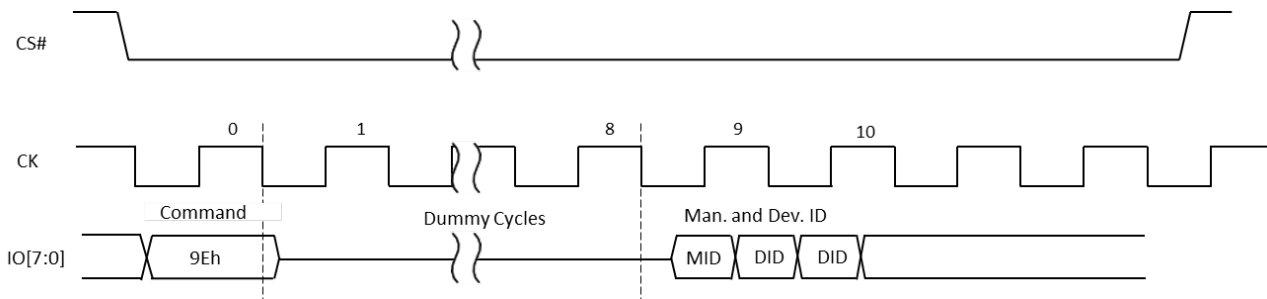 CS#
0 1 8 9 10
CK
Command Dummy Cycles Man. and Dev. ID
IO[7:0] 9Eh MID DID DID